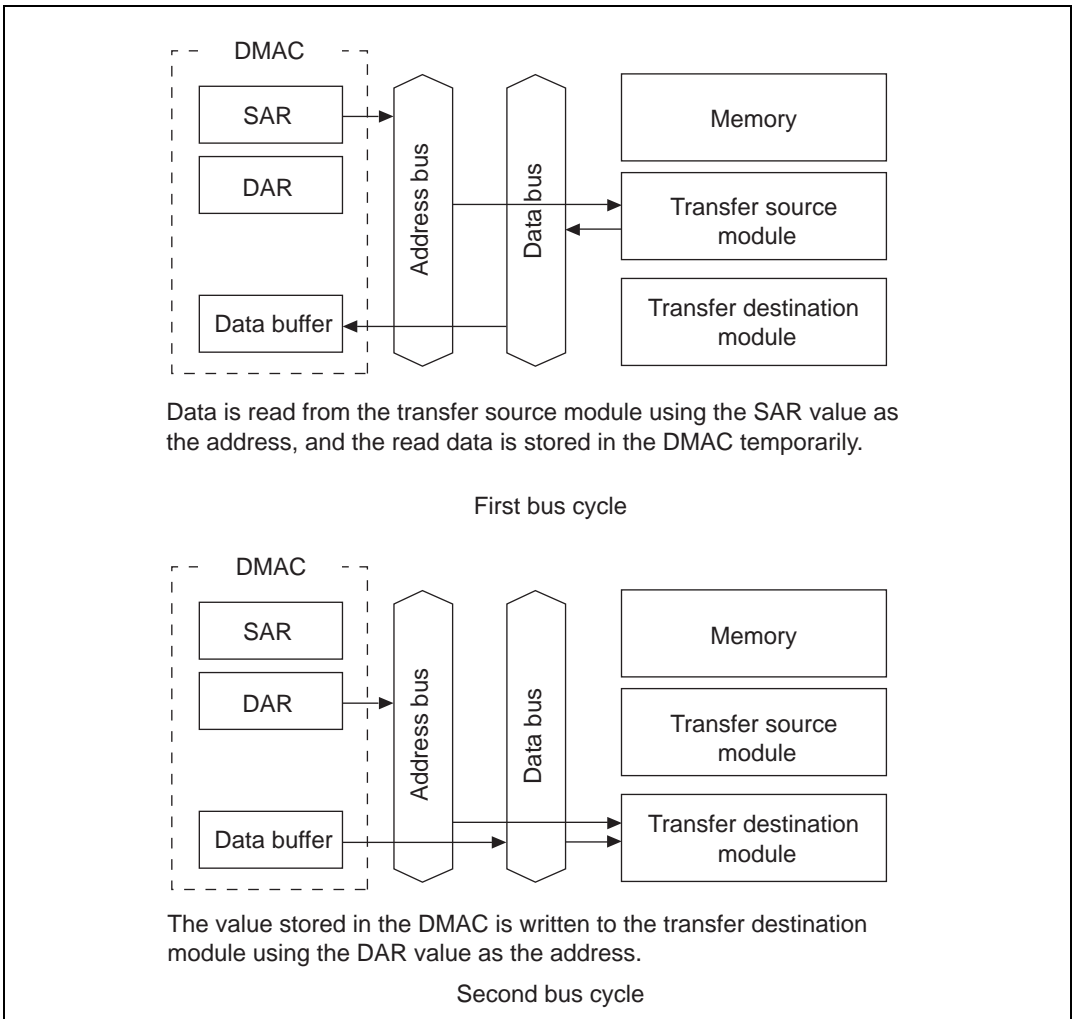 DMAC
SAR
DAR
Data buffer
Address bus
Data bus
Memory
Transfer source
module
Transfer destination
module
Data is read from the transfer source module using the SAR value as
the address, and the read data is stored in the DMAC temporarily.
First bus cycle
DMAC
SAR
DAR
Data buffer
Address bus
Data bus
Memory
Transfer source
module
Transfer destination
module
The value stored in the DMAC is written to the transfer destination
module using the DAR value as the address.
Second bus cycle